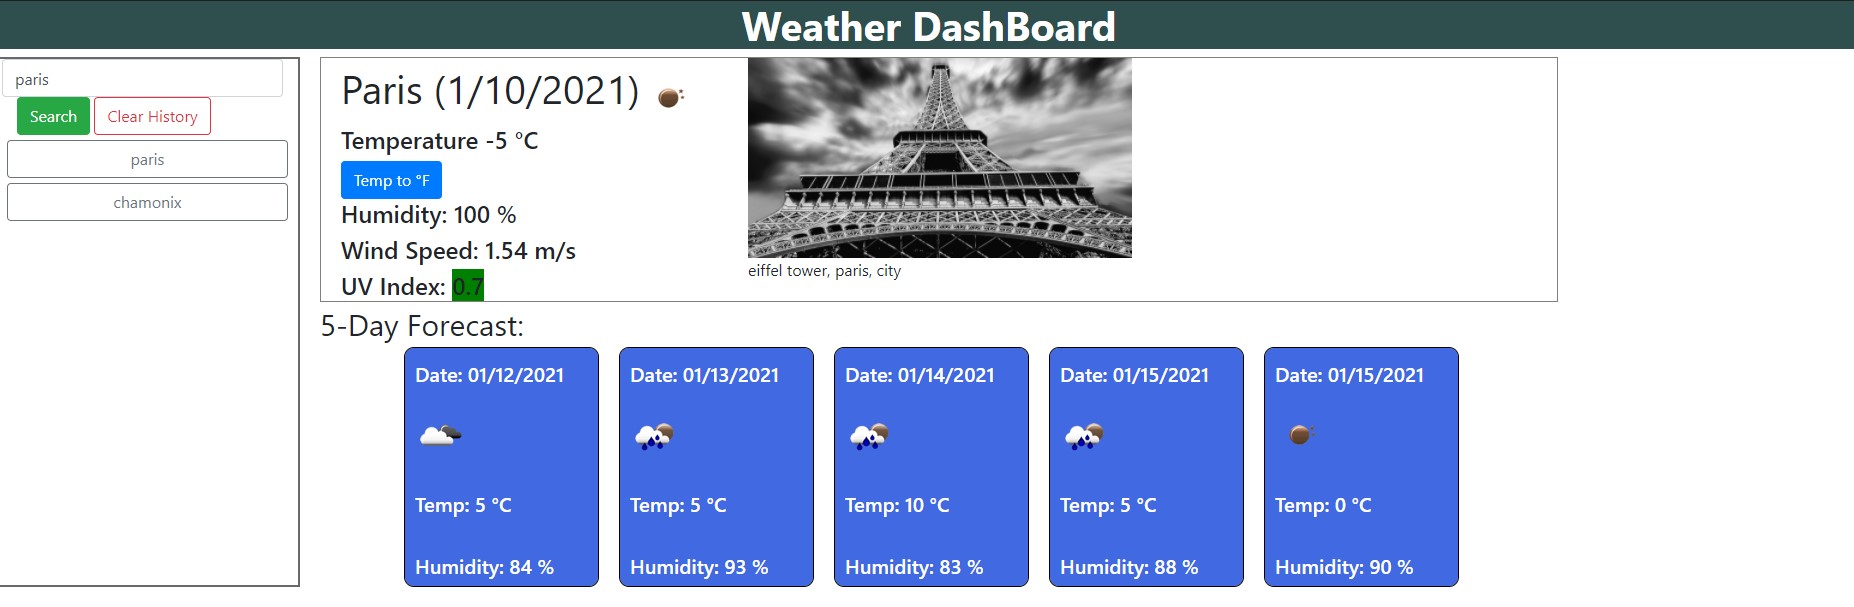 Weather DashBoard
paris
Search
Clear History
paris
chamonix
Paris (1/10/2021)
Temperature -5 °C
Temp to °F
Humidity: 100 %
Wind Speed: 1.54 m/s
UV Index: 0.7
eiffel tower, paris, city
5-Day Forecast:
Date: 01/12/2021
Temp: 5 °C
Humidity: 84 %
Date: 01/13/2021
Temp: 5 °C
Humidity: 93 %
Date: 01/14/2021
Temp: 10 °C
Humidity: 83 %
Date: 01/15/2021
Temp: 5 °C
Humidity: 88 %
Date: 01/15/2021
Temp: 0 °C
Humidity: 90 %